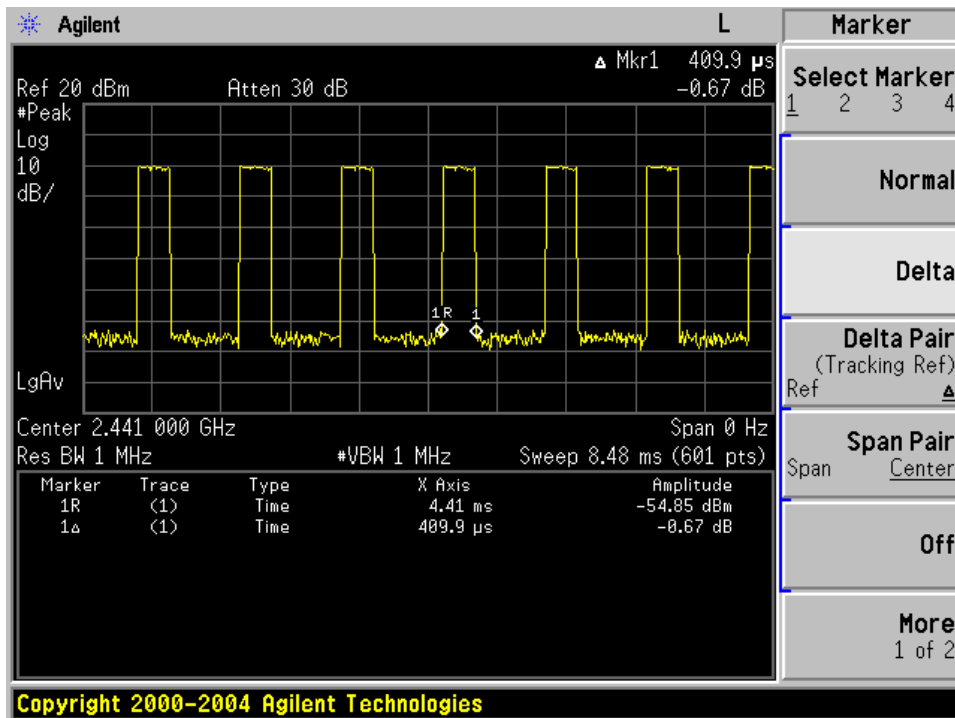 Agilent L
Δ Mkr1 409.9 µs
Ref 20 dBm Atten 30 dB -0.67 dB
#Peak
Log
10
dB/
1R 1
LgAv
Center 2.441 000 GHz Span 0 Hz
Res BW 1 MHz #VBW 1 MHz Sweep 8.48 ms (601 pts)
Marker Trace Type X Axis Amplitude
1R (1) Time 4.41 ms -54.85 dBm
1Δ (1) Time 409.9 µs -0.67 dB
Marker
Select Marker
1 2 3 4
Normal
Delta
Delta Pair
(Tracking Ref)
Ref Δ
Span Pair
Span Center
Off
More
1 of 2
Copyright 2000-2004 Agilent Technologies